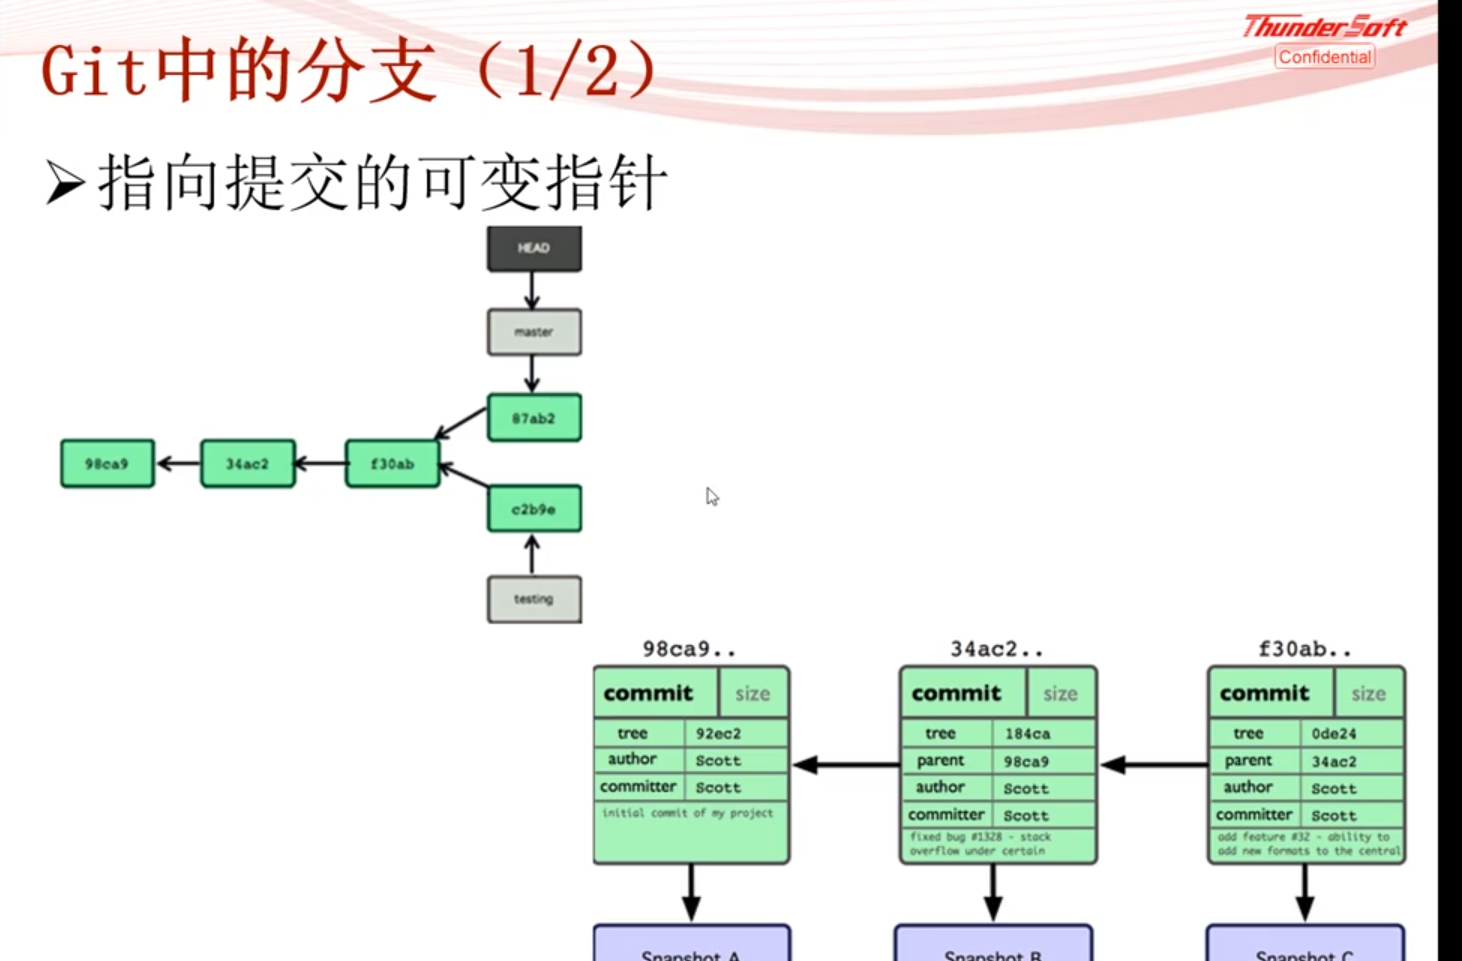 ThunderSoft
Confidential
Git中的分支（1/2）
➢指向提交的可变指针
HEAD
master
87ab2
98ca9
34ac2
f30ab
c2b9e
testing
98ca9..
34ac2..
f30ab..
commit size
tree 92ec2
author Scott
committer Scott
initial commit of my project
commit size
tree 184ca
parent 98ca9
author Scott
committer Scott
fixed bug #1328 - stack
overflow under certain
commit size
tree 0de24
parent 34ac2
author Scott
committer Scott
add feature #32 - ability to
add new formats to the central
Snapshot A
Snapshot B
Snapshot C